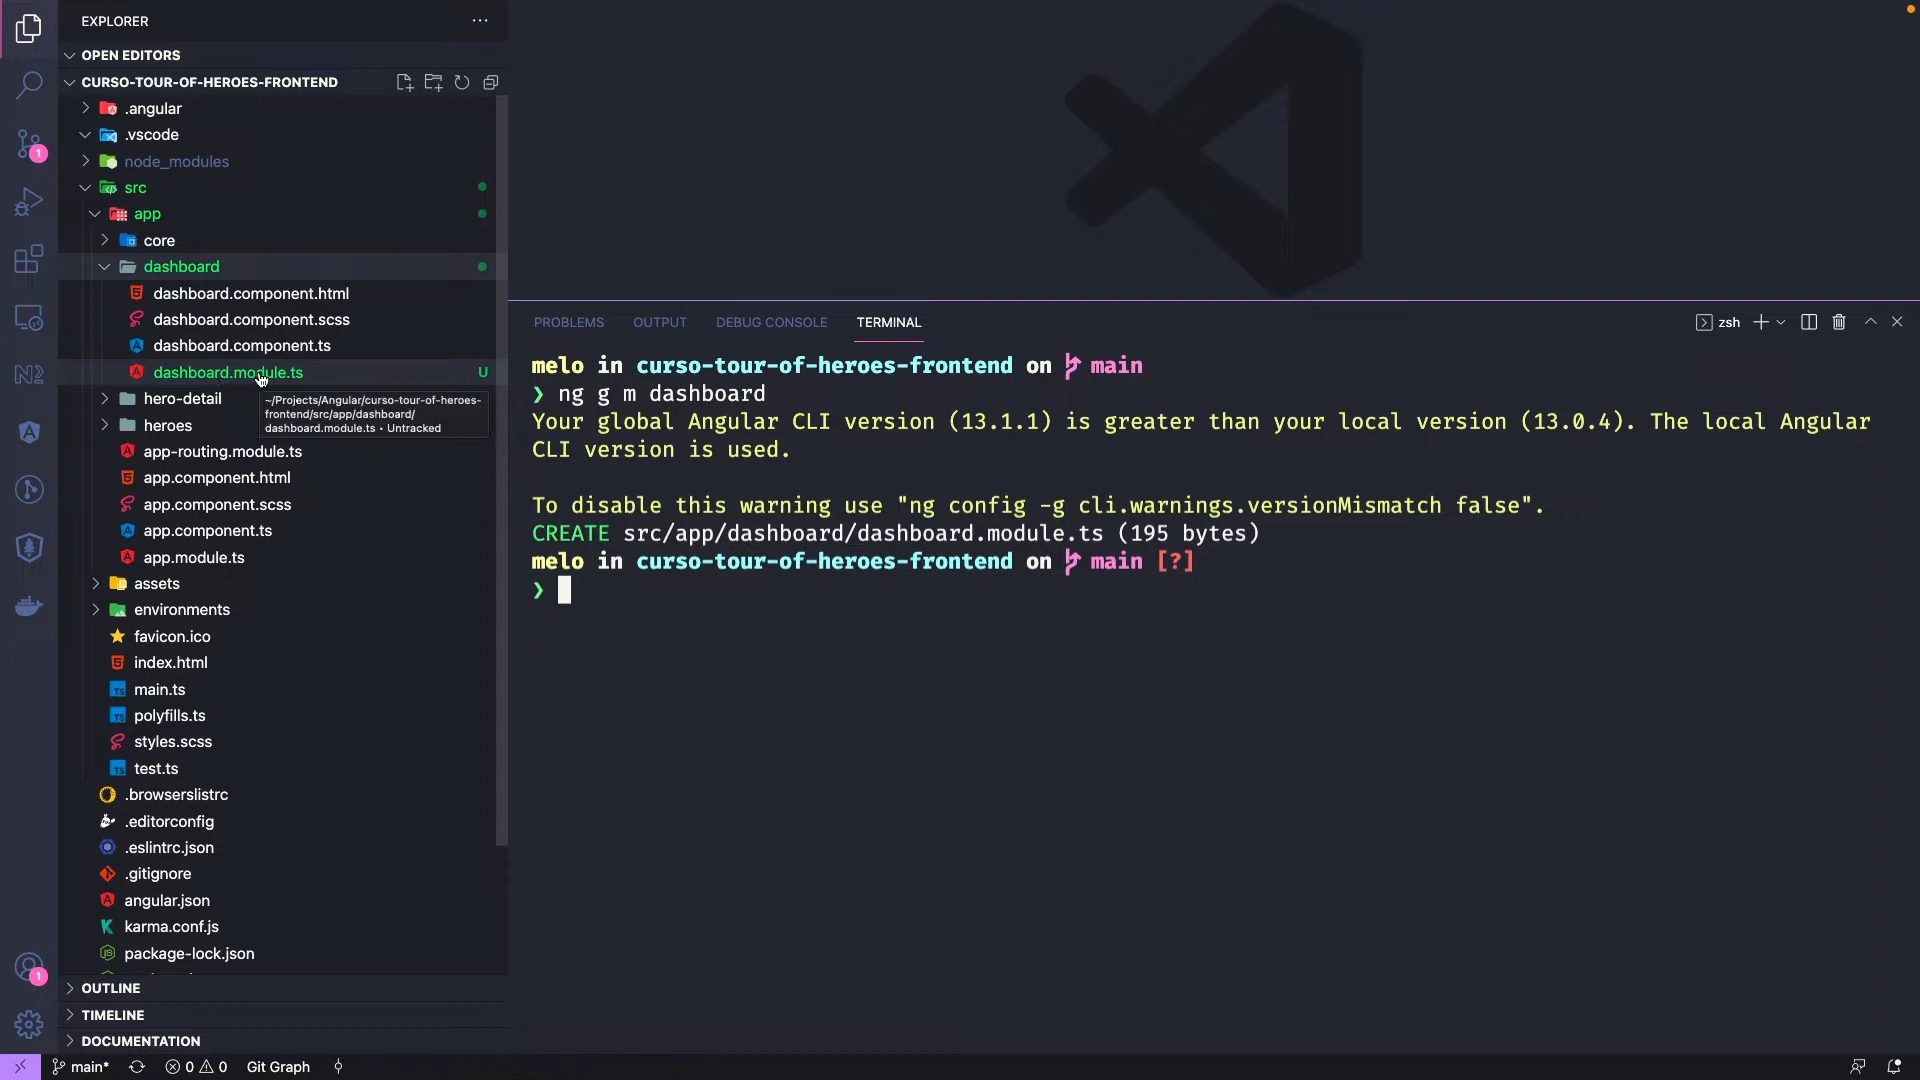 EXPLORER
OPEN EDITORS
CURSO-TOUR-OF-HEROES-FRONTEND
.angular
.vscode
node_modules
src
app
core
dashboard
dashboard.component.html
dashboard.component.scss
dashboard.component.ts
dashboard.module.ts U
hero-detail
~/Projects/Angular/curso-tour-of-heroes-
frontend/src/app/dashboard/
dashboard.module.ts • Untracked
heroes
app-routing.module.ts
app.component.html
app.component.scss
app.component.ts
app.module.ts
assets
environments
favicon.ico
index.html
main.ts
polyfills.ts
styles.scss
test.ts
.browserslistrc
.editorconfig
.eslintrc.json
.gitignore
angular.json
karma.conf.js
package-lock.json
OUTLINE
TIMELINE
DOCUMENTATION
1
1
PROBLEMS OUTPUT DEBUG CONSOLE TERMINAL zsh
melo in curso-tour-of-heroes-frontend on main
❯ ng g m dashboard
Your global Angular CLI version (13.1.1) is greater than your local version (13.0.4). The local Angular
CLI version is used.
To disable this warning use "ng config -g cli.warnings.versionMismatch false".
CREATE src/app/dashboard/dashboard.module.ts (195 bytes)
melo in curso-tour-of-heroes-frontend on main [?]
❯
main* 0 0 Git Graph